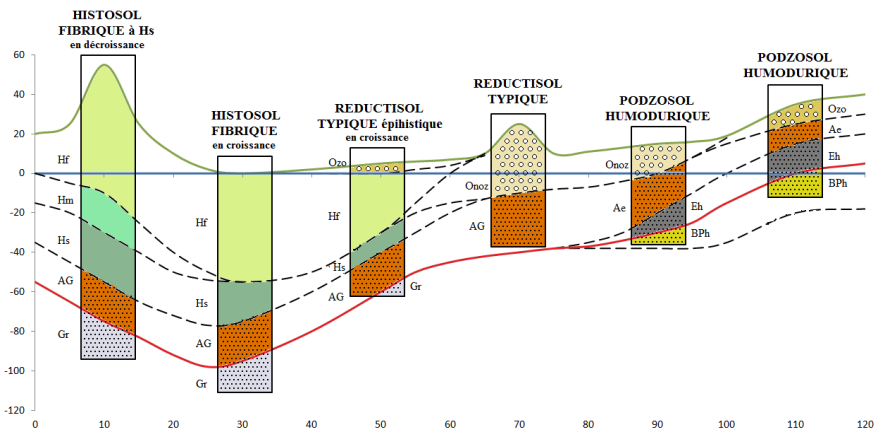 HISTOSOL
FIBRIQUE à Hs
en décroissance
HISTOSOL
FIBRIQUE
en croissance
REDUCTISOL
TYPIQUE épihistique
en croissance
REDUCTISOL
TYPIQUE
PODZOSOL
HUMODURIQUE
PODZOSOL
HUMODURIQUE
60
40
20
0
-20
-40
-60
-80
-100
-120
Hf
Hm
Hs
AG
Gr
Hf
Hs
AG
Gr
Ozo
Hf
Hs
AG
Gr
Onoz
AG
Onoz
Ae
Eh
BPh
Ozo
Ae
Eh
BPh
0 10 20 30 40 50 60 70 80 90 100 110 120